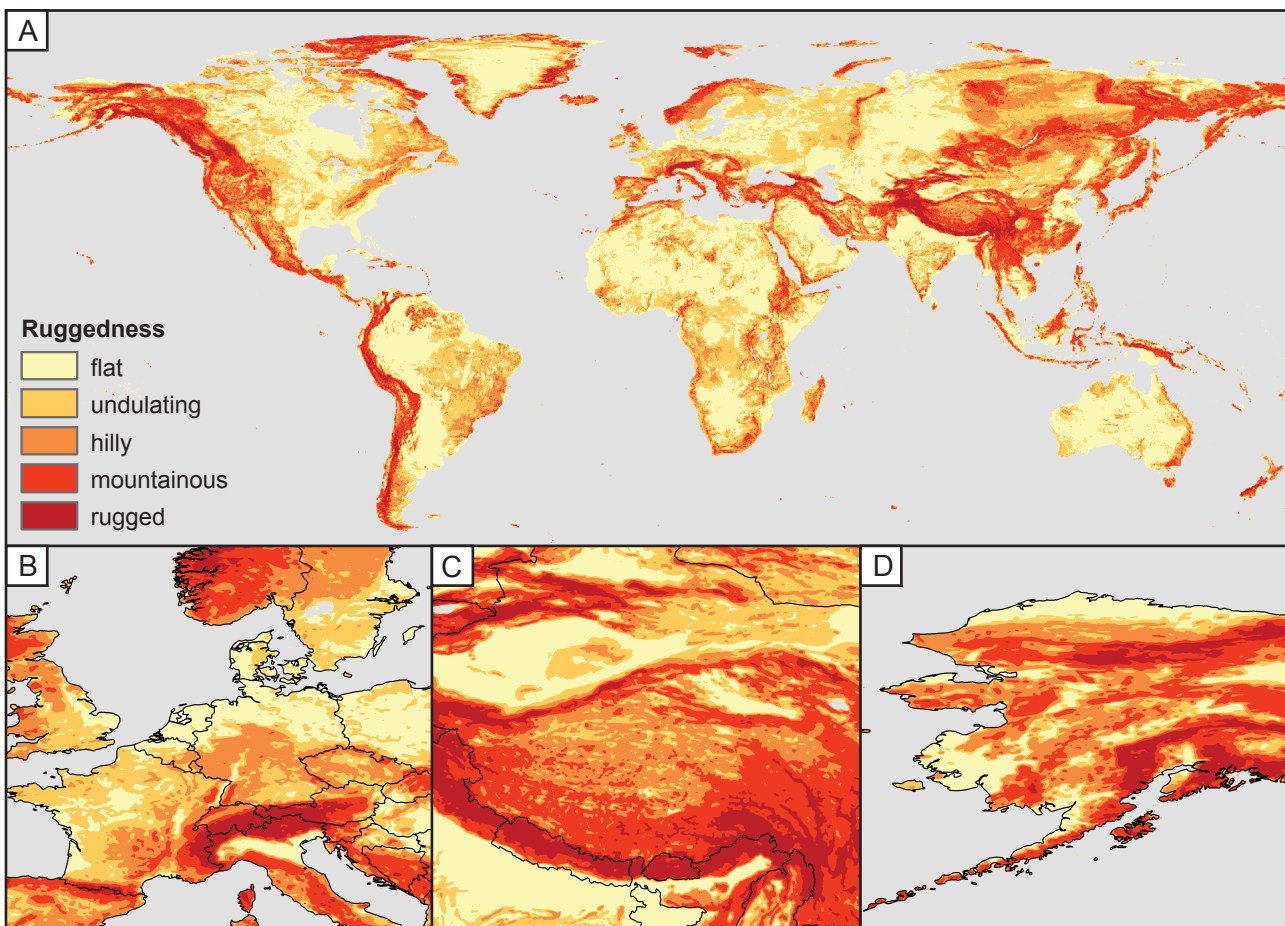 A
Ruggedness
flat
undulating
hilly
mountainous
rugged
B
C
D